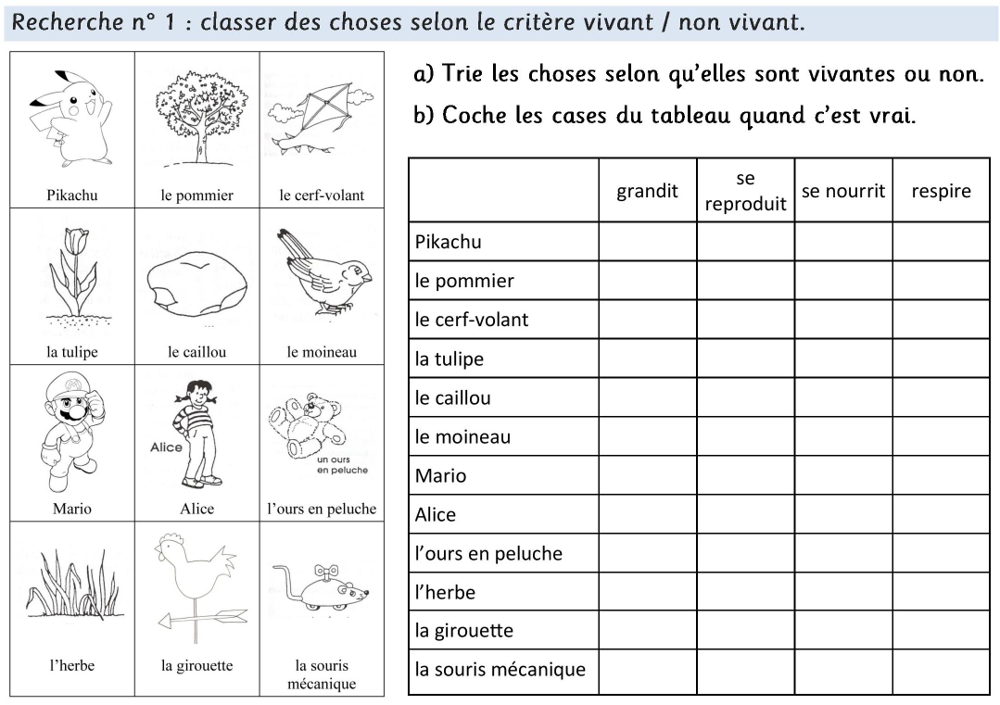 Recherche n° 1 : classer des choses selon le critère vivant / non vivant.
Pikachu
le pommier
le cerf-volant
la tulipe
le caillou
le moineau
M
Alice
un ours
en peluche
Mario
Alice
l'ours en peluche
l'herbe
la girouette
la souris
mécanique
a) Trie les choses selon qu'elles sont vivantes ou non.
b) Coche les cases du tableau quand c'est vrai.
grandit
se
reproduit
se nourrit
respire
Pikachu
le pommier
le cerf-volant
la tulipe
le caillou
le moineau
Mario
Alice
l'ours en peluche
l'herbe
la girouette
la souris mécanique